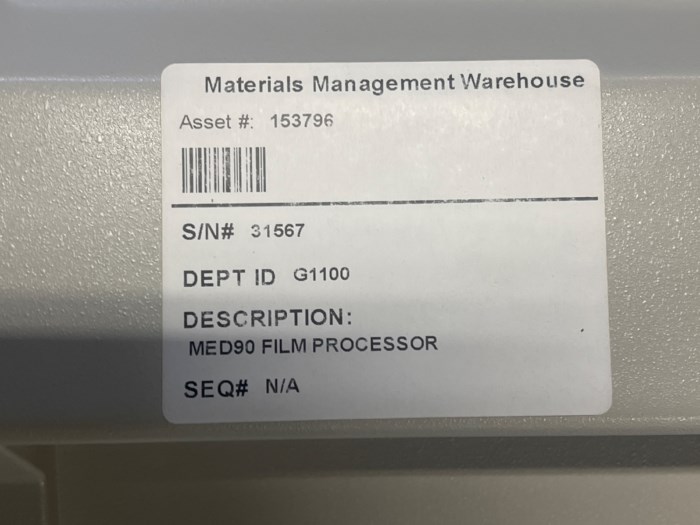 Materials Management Warehouse
Asset #: 153796
S/N# 31567
DEPT ID G1100
DESCRIPTION:
MED90 FILM PROCESSOR
SEQ# N/A